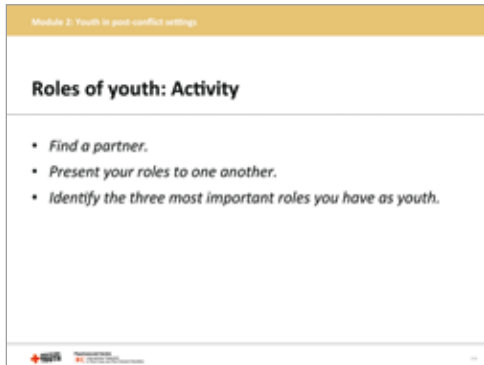 Module 2: Youth in post-conflict settings
Roles of youth: Activity
• Find a partner.
• Present your roles to one another.
• Identify the three most important roles you have as youth.
YOUTH